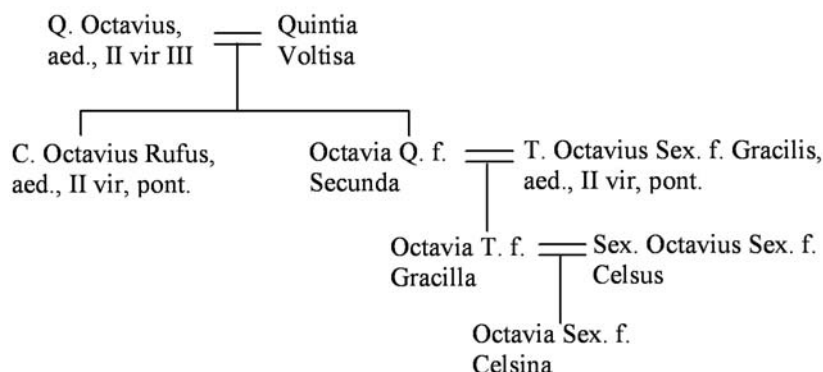 Q. Octavius,
aed., II vir III
Quintia
Voltisa
C. Octavius Rufus,
aed., II vir, pont.
Octavia Q. f.
Secunda
T. Octavius Sex. f. Gracilis,
aed., II vir, pont.
Octavia T. f.
Gracilla
Sex. Octavius Sex. f.
Celsus
Octavia Sex. f.
Celsina